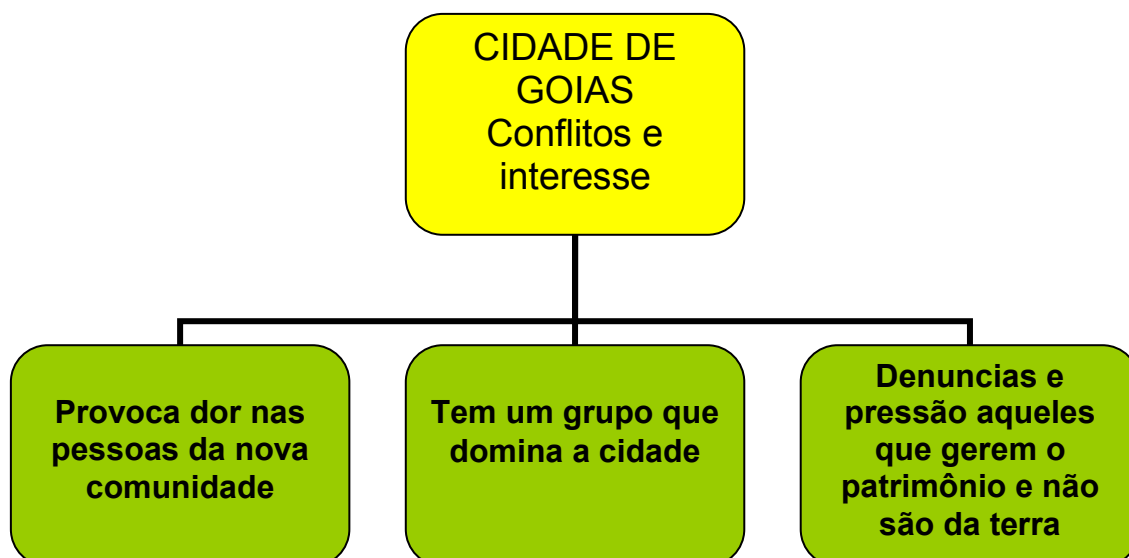 CIDADE DE
GOIAS
Conflitos e
interesse
Provoca dor nas
pessoas da nova
comunidade
Tem um grupo que
domina a cidade
Denuncias e
pressão aqueles
que gerem o
patrimônio e não
são da terra